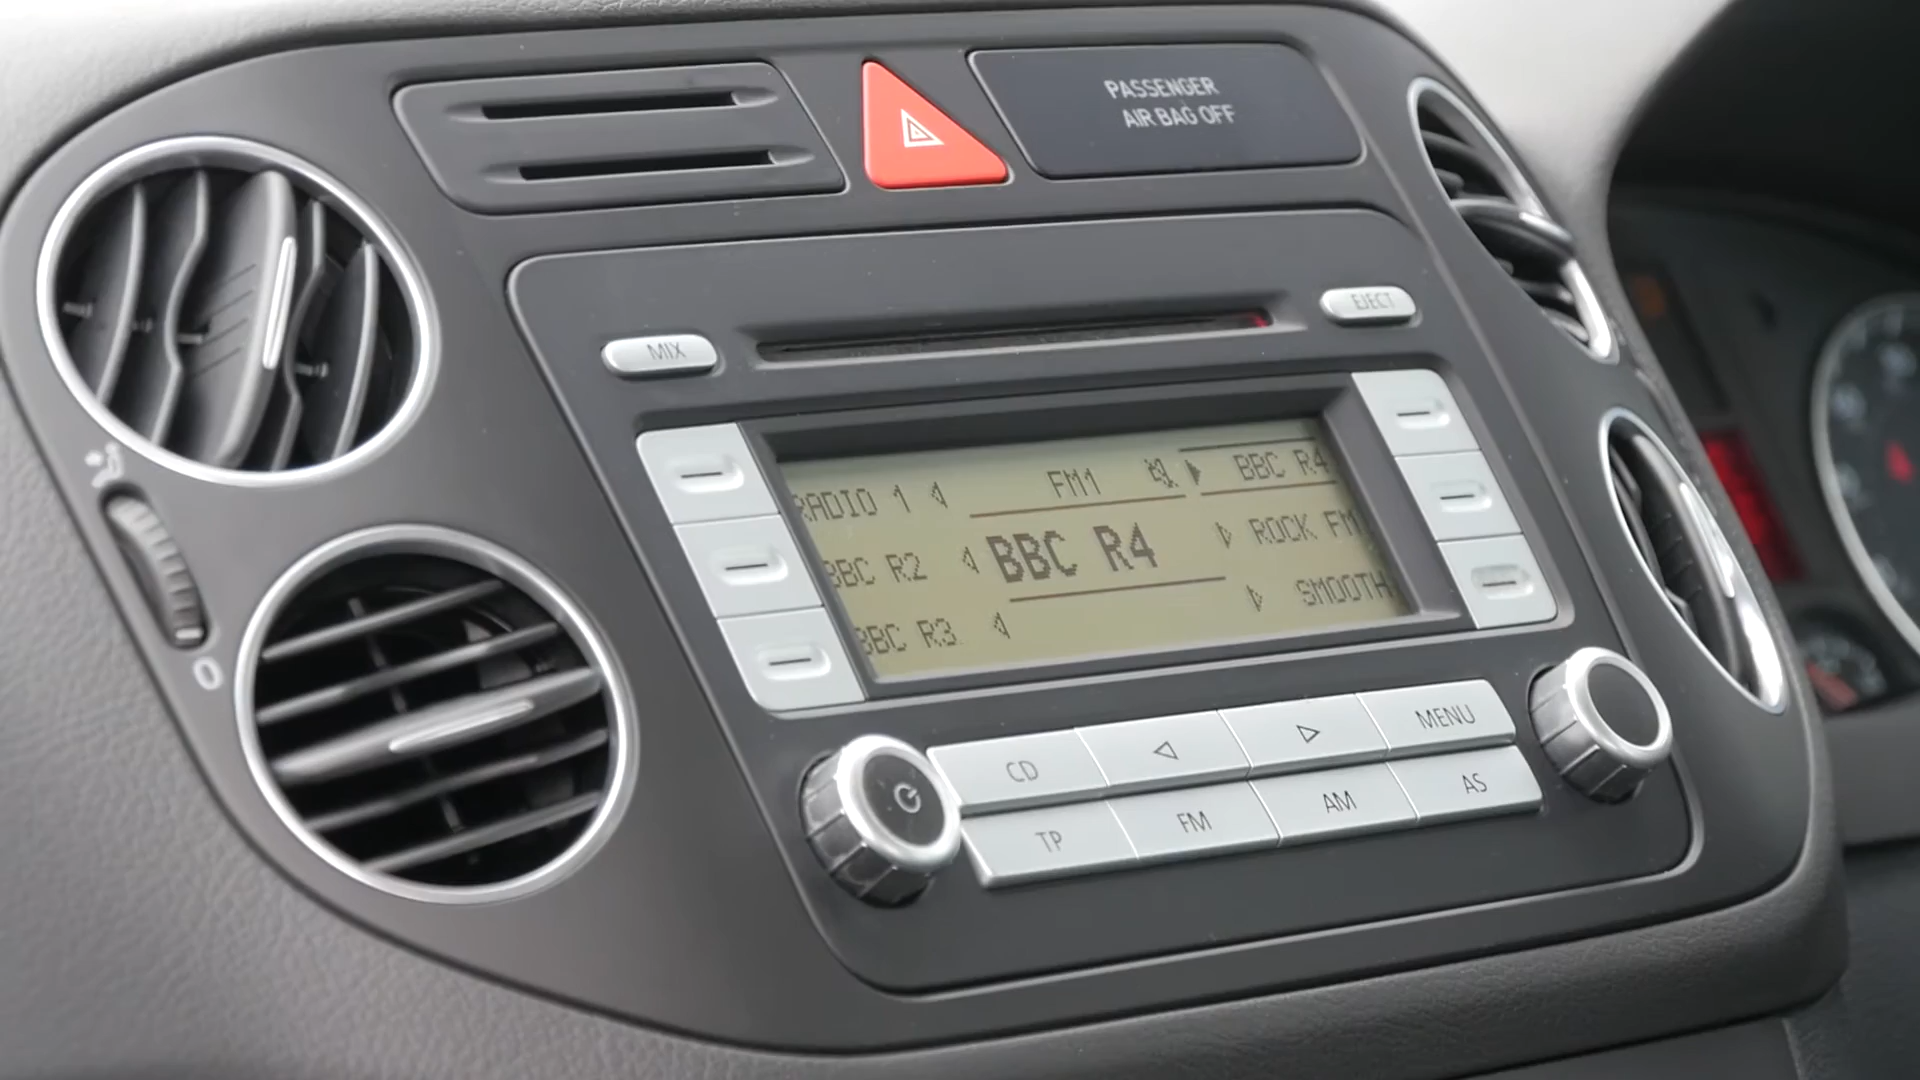 PASSENGER
AIR BAG OFF
EJECT
MIX
RADIO 1 FM1 BBC R4
BBC R2 BBC R4 ROCK FM
BBC R3 SMOOTH
CD MENU
TP FM AM AS
0